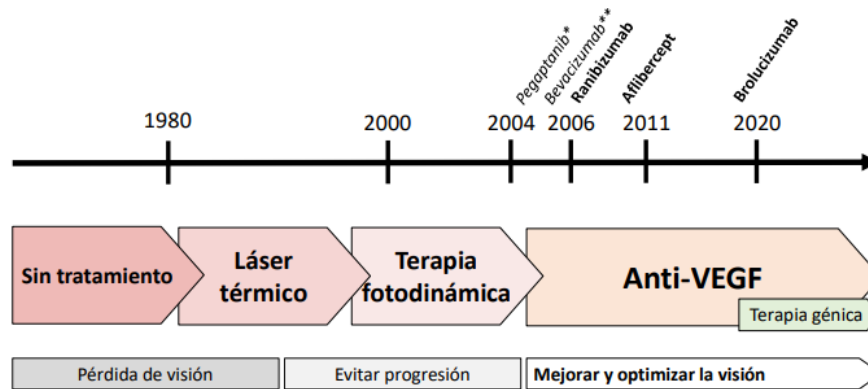 Pegaptanib*
Bevacizumab**
Ranibizumab
Aflibercept
Brolucizumab
1980
2000
2004
2006
2011
2020
Sin tratamiento
Láser
térmico
Terapia
fotodinámica
Anti-VEGF
Terapia génica
Pérdida de visión
Evitar progresión
Mejorar y optimizar la visión